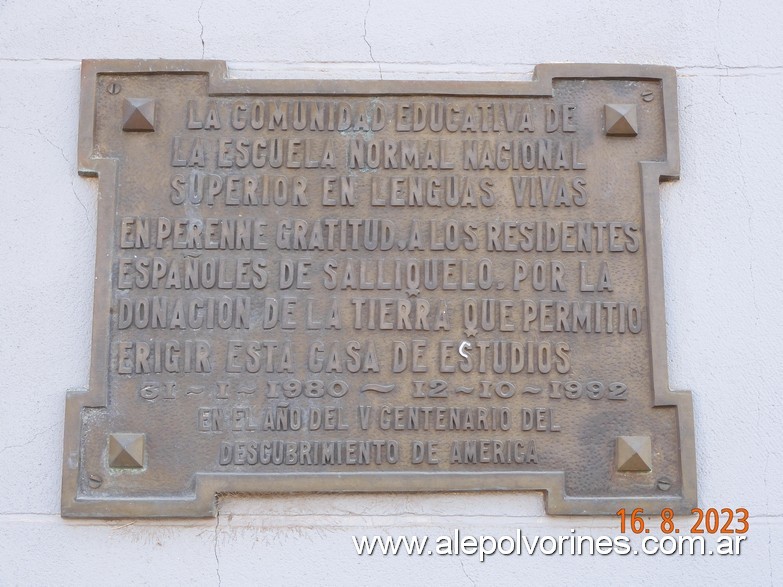 LA COMUNIDAD EDUCATIVA DE
LA ESCUELA NORMAL NACIONAL
SUPERIOR EN LENGUAS VIVAS
EN PERENNE GRATITUD, A LOS RESIDENTES
ESPAÑOLES DE SALLIQUELO, POR LA
DONACION DE LA TIERRA QUE PERMITIO
ERIGIR ESTA CASA DE ESTUDIOS
31 ~ 1 ~ 1980 ~ 12 ~ 10 ~ 1992
EN EL AÑO DEL V CENTENARIO DEL
DESCUBRIMIENTO DE AMERICA
16. 8. 2023
www.alepolvorines.com.ar